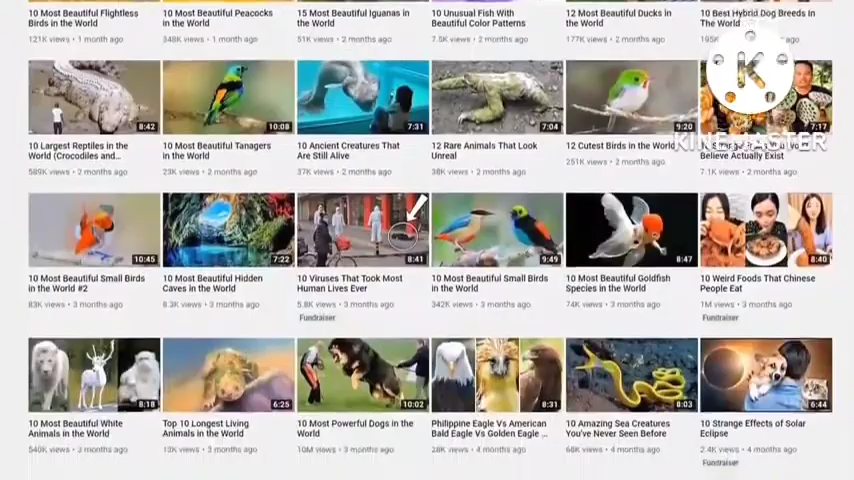 10 Most Beautiful Flightless
Birds in the World
121K views • 1 month ago
10 Most Beautiful Peacocks
in the World
348K views • 1 month ago
15 Most Beautiful Iguanas in
the World
51K views • 2 months ago
10 Unusual Fish With
Beautiful Color Patterns
7.5K views • 2 months ago
12 Most Beautiful Ducks in
the World
177K views • 2 months ago
10 Best Hybrid Dog Breeds in
The World
K
KINEMASTER
8:42
10 Largest Reptiles in the
World (Crocodiles and...
589K views • 2 months ago
10:08
10 Most Beautiful Tanagers
in the World
23K views • 2 months ago
7:31
10 Ancient Creatures That
Are Still Alive
37K views • 2 months ago
7:04
12 Rare Animals That Look
Unreal
38K views • 2 months ago
9:20
12 Cutest Birds in the World
251K views • 2 months ago
7:17
Believe Actually Exist
7.1K views • 2 months ago
10:45
10 Most Beautiful Small Birds
in the World #2
83K views • 3 months ago
7:22
10 Most Beautiful Hidden
Caves in the World
8.3K views • 3 months ago
8:41
10 Viruses That Took Most
Human Lives Ever
5.8K views • 3 months ago
Fundraiser
9:49
10 Most Beautiful Small Birds
in the World
342K views • 3 months ago
8:47
10 Most Beautiful Goldfish
Species in the World
74K views • 3 months ago
8:40
10 Weird Foods That Chinese
People Eat
1M views • 3 months ago
Fundraiser
8:18
10 Most Beautiful White
Animals in the World
540K views • 3 months ago
6:25
Top 10 Longest Living
Animals in the World
13K views • 3 months ago
10:02
10 Most Powerful Dogs in the
World
10M views • 3 months ago
8:31
Philippine Eagle Vs American
Bald Eagle Vs Golden Eagle ...
28K views • 4 months ago
8:03
10 Amazing Sea Creatures
You've Never Seen Before
68K views • 4 months ago
6:44
10 Strange Effects of Solar
Eclipse
2.4K views • 4 months ago
Fundraiser